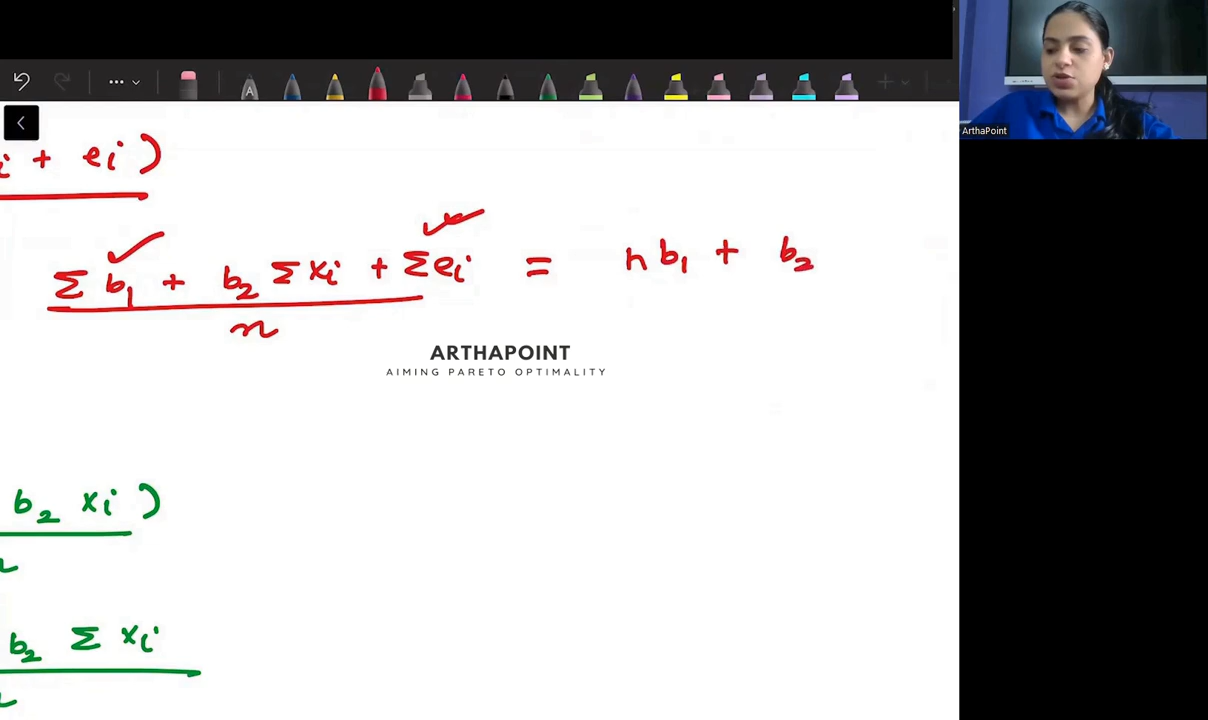 i + ei )
Σ b1 + b2 Σ xi + Σ ei = n b1 + b2
n
ARTHAPOINT
AIMING PARETO OPTIMALITY
b2 xi )
n
b2 Σ xi
n
A
ArthaPoint